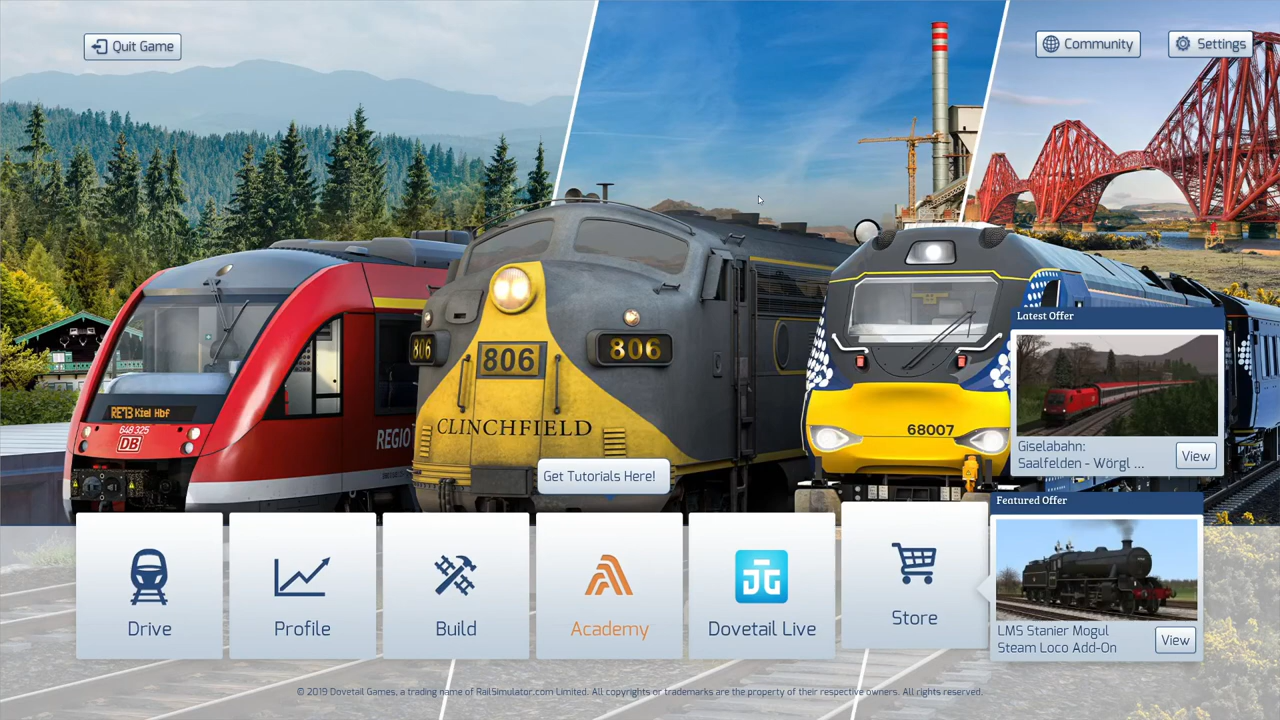 Quit Game
Community
Settings
806
806
806
CLINCHFIELD
RE73 Kiel Hbf
648 325
DB
REGIO
68007
Latest Offer
Giselabahn:
Saalfelden - Wörgl ...
View
Get Tutorials Here!
Featured Offer
LMS Stanier Mogul
Steam Loco Add-On
View
Drive
Profile
Build
Academy
Dovetail Live
Store
© 2019 Dovetail Games, a trading name of RailSimulator.com Limited. All copyrights or trademarks are the property of their respective owners. All rights reserved.